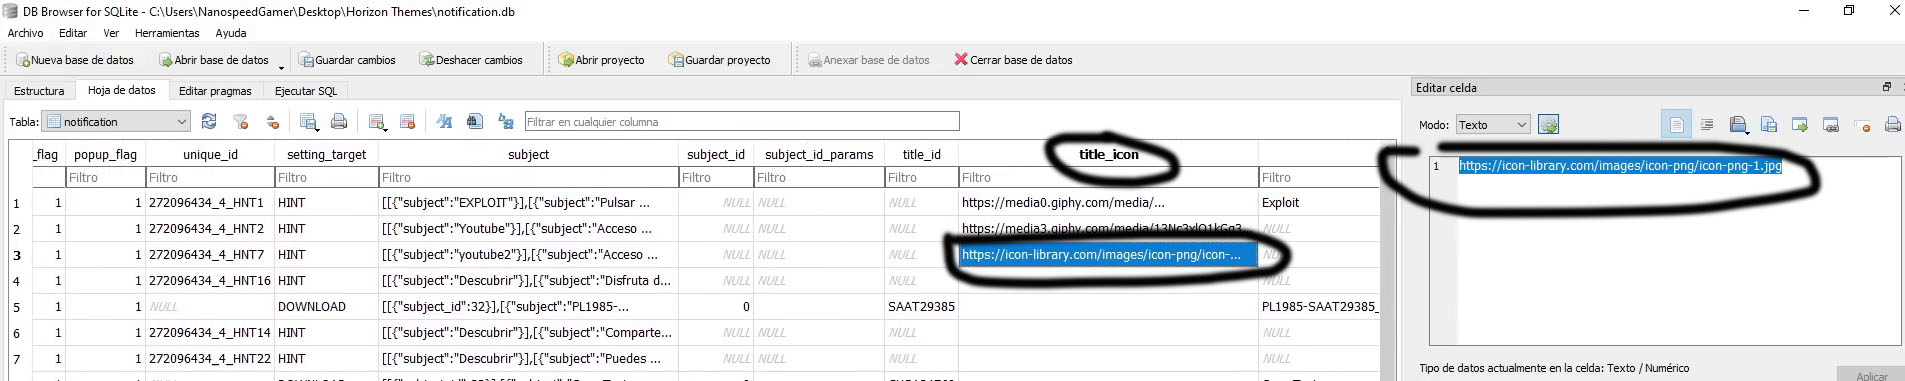 DB Browser for SQLite - C:\Users\NanospeedGamer\Desktop\Horizon Themes\notification.db
Archivo Editar Ver Herramientas Ayuda
Nueva base de datos Abrir base de datos Guardar cambios Deshacer cambios Abrir proyecto Guardar proyecto Anexar base de datos Cerrar base de datos
Estructura Hoja de datos Editar pragmas Ejecutar SQL
Editar celda
Tabla: notification Filtrar en cualquier columna
Modo: Texto
_flag popup_flag unique_id setting_target subject subject_id subject_id_params title_id title_icon
Filtro Filtro Filtro Filtro Filtro Filtro Filtro Filtro Filtro
1 https://icon-library.com/images/icon-png/icon-png-1.jpg
1 1 1 272096434_4_HNT1 HINT [[{"subject":"EXPLOIT"}],[{"subject":"Pulsar ... NULL NULL NULL https://media0.giphy.com/media/... Exploit
2 1 1 272096434_4_HNT2 HINT [[{"subject":"Youtube"}],[{"subject":"Acceso ... NULL NULL NULL NULL
3 1 1 272096434_4_HNT7 HINT [[{"subject":"youtube2"}],[{"subject":"Acceso ... NULL NULL NULL https://icon-library.com/images/icon-png/icon-...
4 1 1 272096434_4_HNT16 HINT [[{"subject":"Descubrir"}],[{"subject":"Disfruta d... NULL NULL NULL NULL
5 1 1 NULL DOWNLOAD [[{"subject_id":32}],[{"subject":"PL1985-... 0 SAAT29385 PL1985-SAAT29385_
6 1 1 272096434_4_HNT14 HINT [[{"subject":"Descubrir"}],[{"subject":"Comparte... NULL NULL NULL NULL
7 1 1 272096434_4_HNT22 HINT [[{"subject":"Descubrir"}],[{"subject":"Puedes ... NULL NULL NULL NULL
Tipo de datos actualmente en la celda: Texto / Numérico
Aplicar